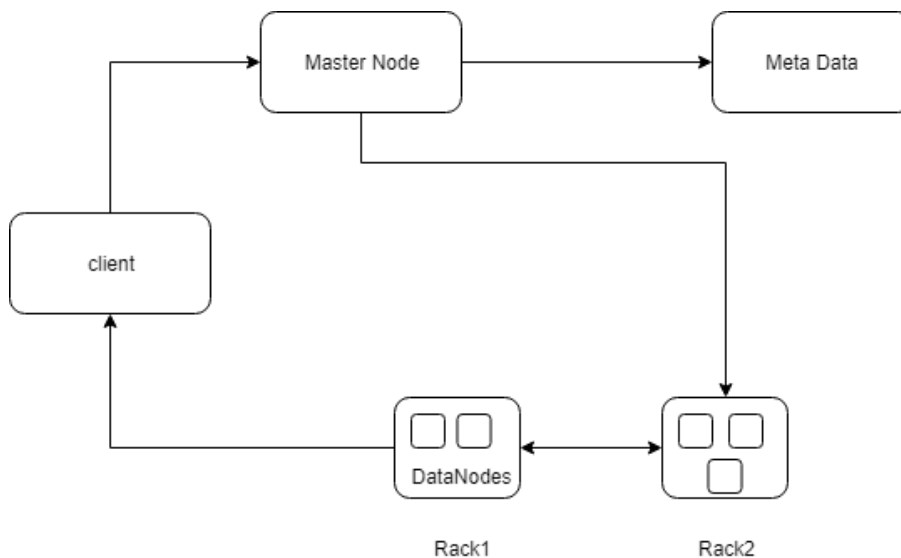 Master Node
Meta Data
client
DataNodes
Rack1
Rack2